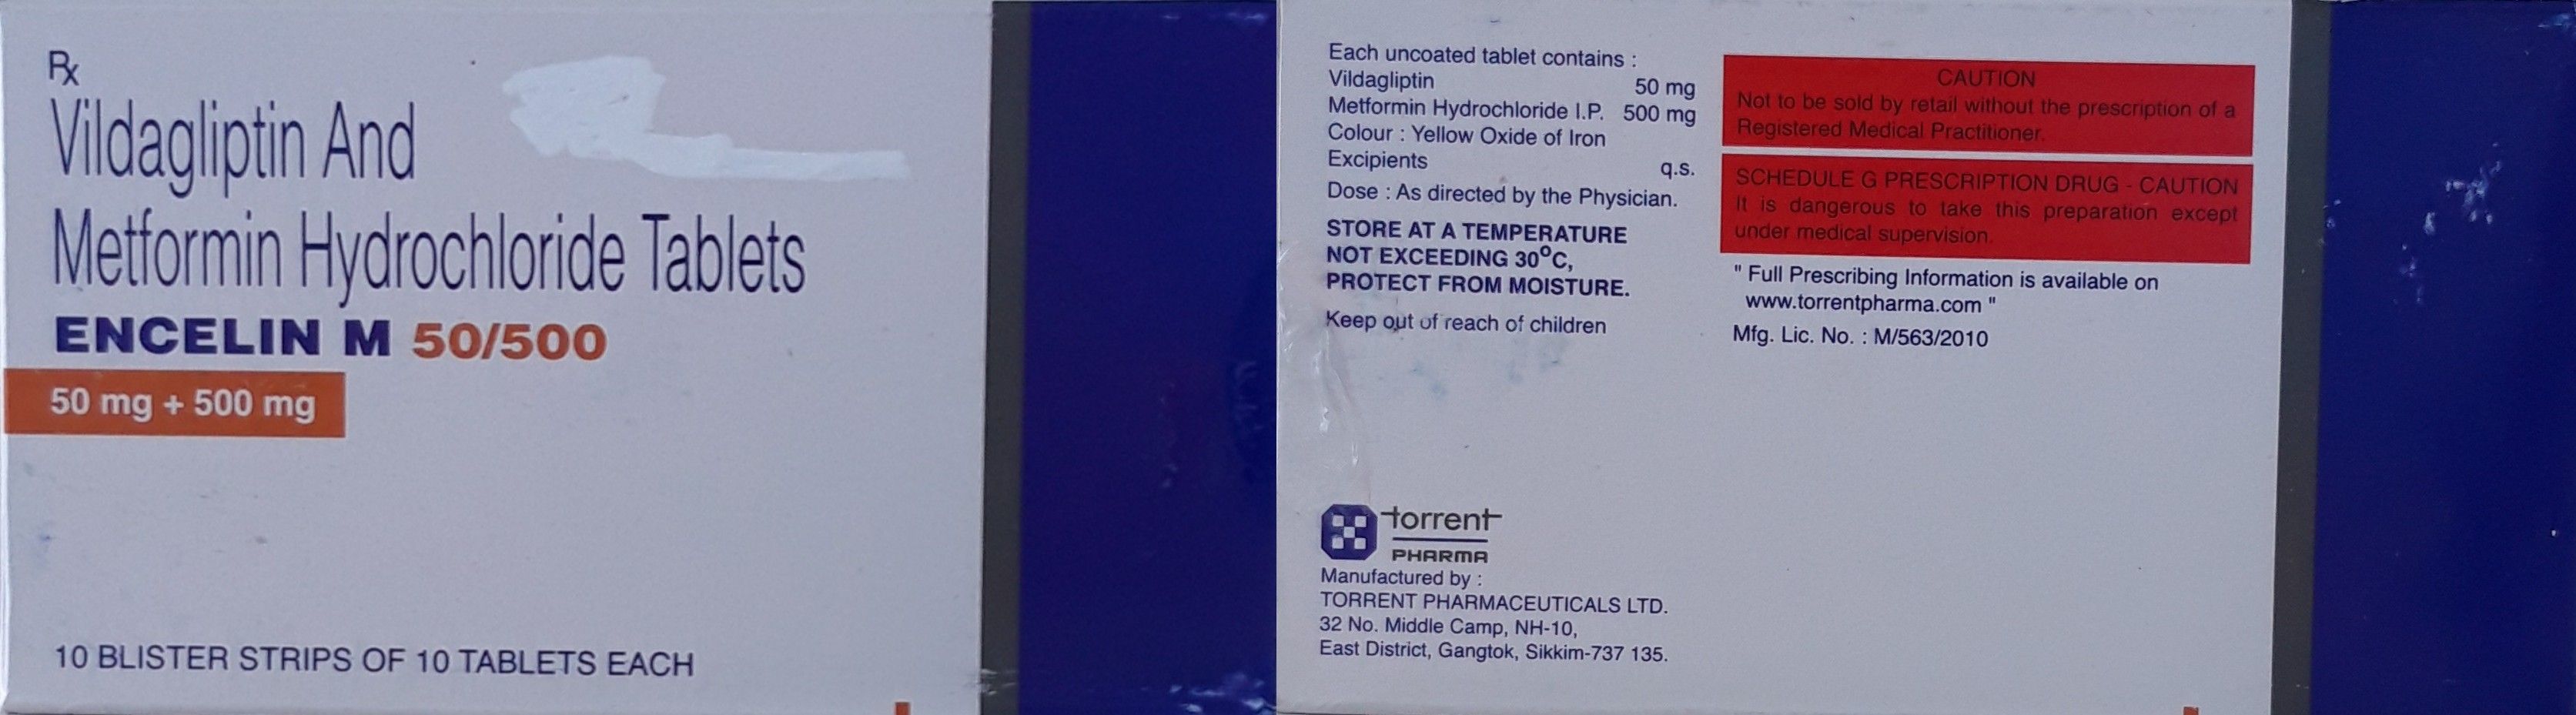 Rx
Vildagliptin And
Metformin Hydrochloride Tablets
ENCELIN M 50/500
50 mg + 500 mg
10 BLISTER STRIPS OF 10 TABLETS EACH
Each uncoated tablet contains :
Vildagliptin 50 mg
Metformin Hydrochloride I.P. 500 mg
Colour : Yellow Oxide of Iron
Excipients q.s.
Dose : As directed by the Physician.
STORE AT A TEMPERATURE
NOT EXCEEDING 30°C,
PROTECT FROM MOISTURE.
Keep out of reach of children
CAUTION
Not to be sold by retail without the prescription of a
Registered Medical Practitioner.
SCHEDULE G PRESCRIPTION DRUG - CAUTION
It is dangerous to take this preparation except
under medical supervision.
" Full Prescribing Information is available on
www.torrentpharma.com "
Mfg. Lic. No. : M/563/2010
torrent
PHARMA
Manufactured by :
TORRENT PHARMACEUTICALS LTD.
32 No. Middle Camp, NH-10,
East District, Gangtok, Sikkim-737 135.